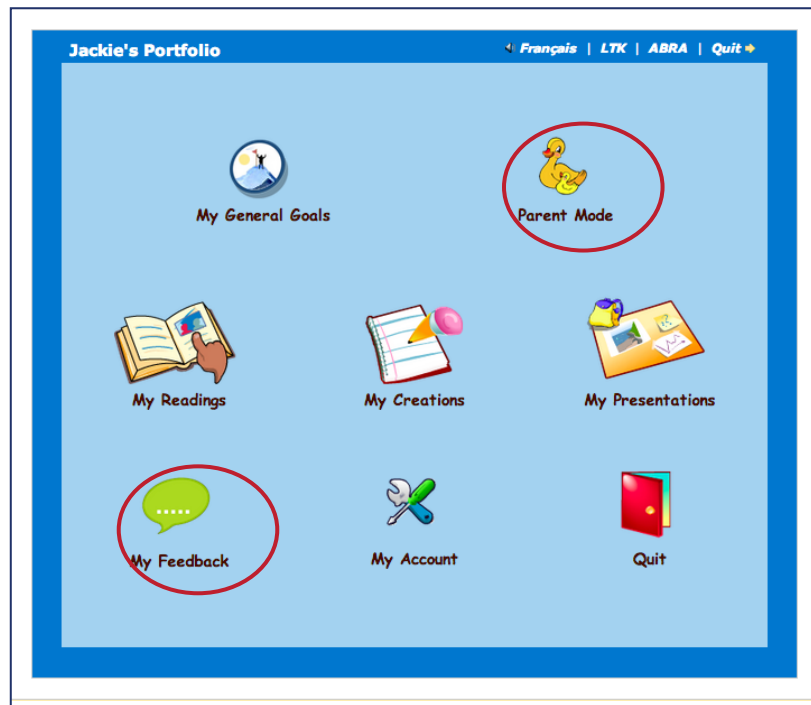 Jackie's Portfolio Français | LTK | ABRA | Quit
My General Goals Parent Mode
My Readings My Creations My Presentations
My Feedback My Account Quit